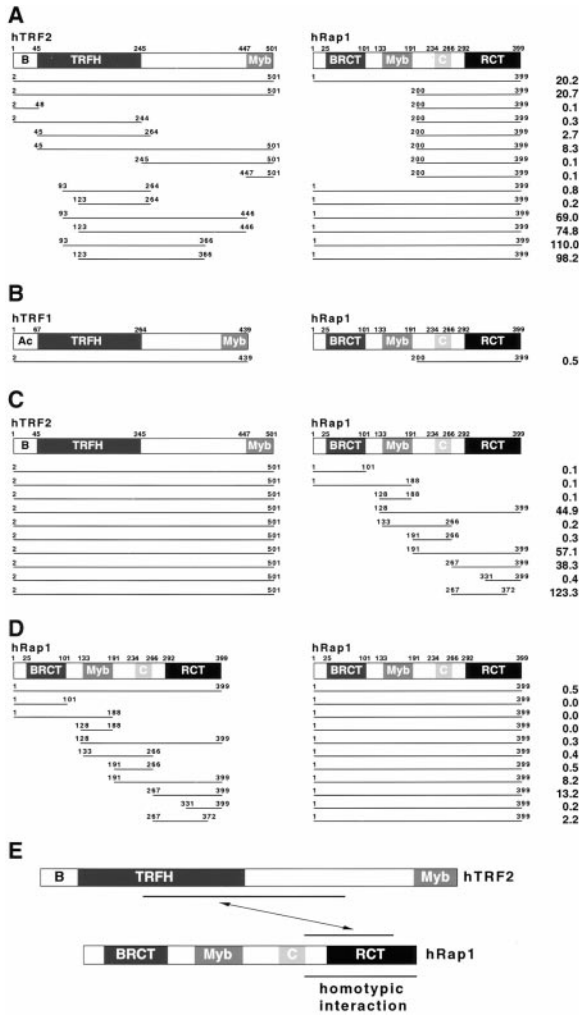 A
hTRF2 hRap1
1 45 245 447 501 1 25 101 133 191 234 266 292 399
B TRFH Myb BRCT Myb C RCT
2 501 1 399 20.2
2 501 200 399 20.7
2 48 200 399 0.1
2 244 200 399 0.3
45 264 200 399 2.7
45 501 200 399 8.3
245 501 200 399 0.1
447 501 200 399 0.1
93 264 1 399 0.8
123 264 1 399 0.2
93 446 1 399 69.0
123 446 1 399 74.8
93 366 1 399 110.0
123 366 1 399 98.2
B
hTRF1 hRap1
1 67 264 439 1 25 101 133 191 234 266 292 399
Ac TRFH Myb BRCT Myb C RCT
2 439 200 399 0.5
C
hTRF2 hRap1
1 45 245 447 501 1 25 101 133 191 234 266 292 399
B TRFH Myb BRCT Myb C RCT
2 501 1 101 0.1
2 501 1 188 0.1
2 501 128 188 0.1
2 501 128 399 44.9
2 501 133 266 0.2
2 501 191 266 0.3
2 501 191 399 57.1
2 501 267 399 38.3
2 501 331 399 0.4
2 501 267 372 123.3
D
hRap1 hRap1
1 25 101 133 191 234 266 292 399 1 25 101 133 191 234 266 292 399
BRCT Myb C RCT BRCT Myb C RCT
1 399 1 399 0.5
1 101 1 399 0.0
1 188 1 399 0.0
128 188 1 399 0.0
128 399 1 399 0.3
133 266 1 399 0.4
191 266 1 399 0.5
191 399 1 399 8.2
267 399 1 399 13.2
331 399 1 399 0.2
267 372 1 399 2.2
E
B TRFH Myb hTRF2
BRCT Myb C RCT hRap1
homotypic
interaction